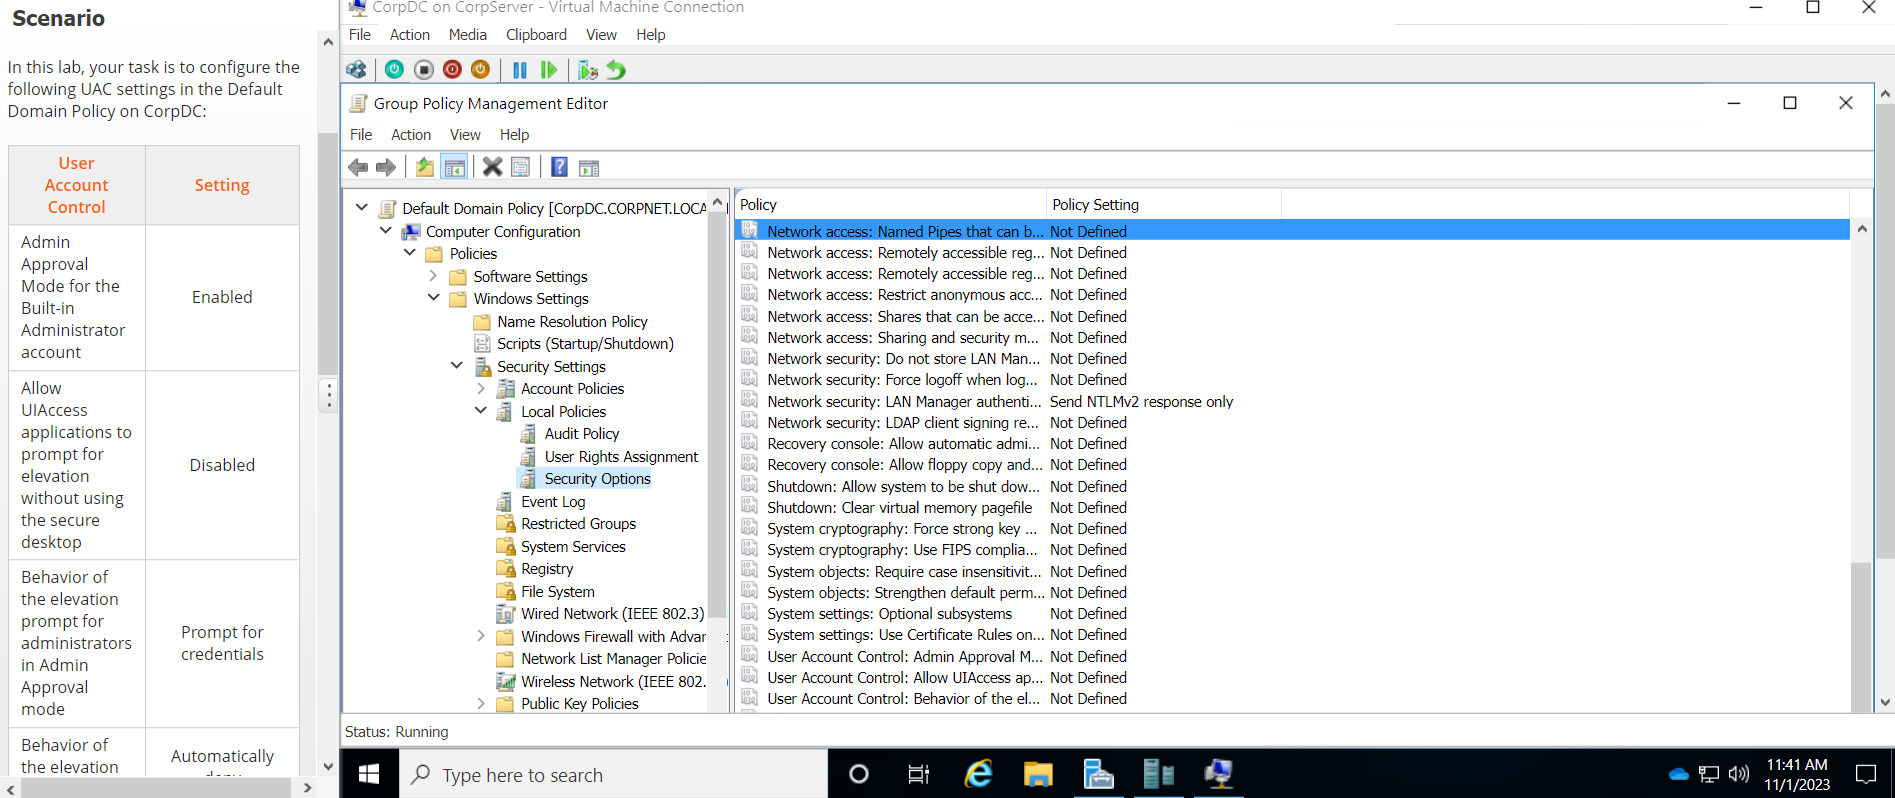 Scenario
In this lab, your task is to configure the
following UAC settings in the Default
Domain Policy on CorpDC:
User
Account
Control
Setting
Admin
Approval
Mode for the
Built-in
Administrator
account
Enabled
Allow
UIAccess
applications to
prompt for
elevation
without using
the secure
desktop
Disabled
Behavior of
the elevation
prompt for
administrators
in Admin
Approval
mode
Prompt for
credentials
Behavior of
the elevation
Automatically
deny
CorpDC on CorpServer - Virtual Machine Connection
File Action Media Clipboard View Help
Group Policy Management Editor
File Action View Help
Default Domain Policy [CorpDC.CORPNET.LOCA
Computer Configuration
Policies
Software Settings
Windows Settings
Name Resolution Policy
Scripts (Startup/Shutdown)
Security Settings
Account Policies
Local Policies
Audit Policy
User Rights Assignment
Security Options
Event Log
Restricted Groups
System Services
Registry
File System
Wired Network (IEEE 802.3)
Windows Firewall with Advar
Network List Manager Policie
Wireless Network (IEEE 802.
Public Key Policies
Policy Policy Setting
Network access: Named Pipes that can b... Not Defined
Network access: Remotely accessible reg... Not Defined
Network access: Remotely accessible reg... Not Defined
Network access: Restrict anonymous acc... Not Defined
Network access: Shares that can be acce... Not Defined
Network access: Sharing and security m... Not Defined
Network security: Do not store LAN Man... Not Defined
Network security: Force logoff when log... Not Defined
Network security: LAN Manager authenti... Send NTLMv2 response only
Network security: LDAP client signing re... Not Defined
Recovery console: Allow automatic admi... Not Defined
Recovery console: Allow floppy copy and... Not Defined
Shutdown: Allow system to be shut dow... Not Defined
Shutdown: Clear virtual memory pagefile Not Defined
System cryptography: Force strong key ... Not Defined
System cryptography: Use FIPS complia... Not Defined
System objects: Require case insensitivit... Not Defined
System objects: Strengthen default perm... Not Defined
System settings: Optional subsystems Not Defined
System settings: Use Certificate Rules on... Not Defined
User Account Control: Admin Approval M... Not Defined
User Account Control: Allow UIAccess ap... Not Defined
User Account Control: Behavior of the el... Not Defined
Status: Running
Type here to search
11:41 AM
11/1/2023